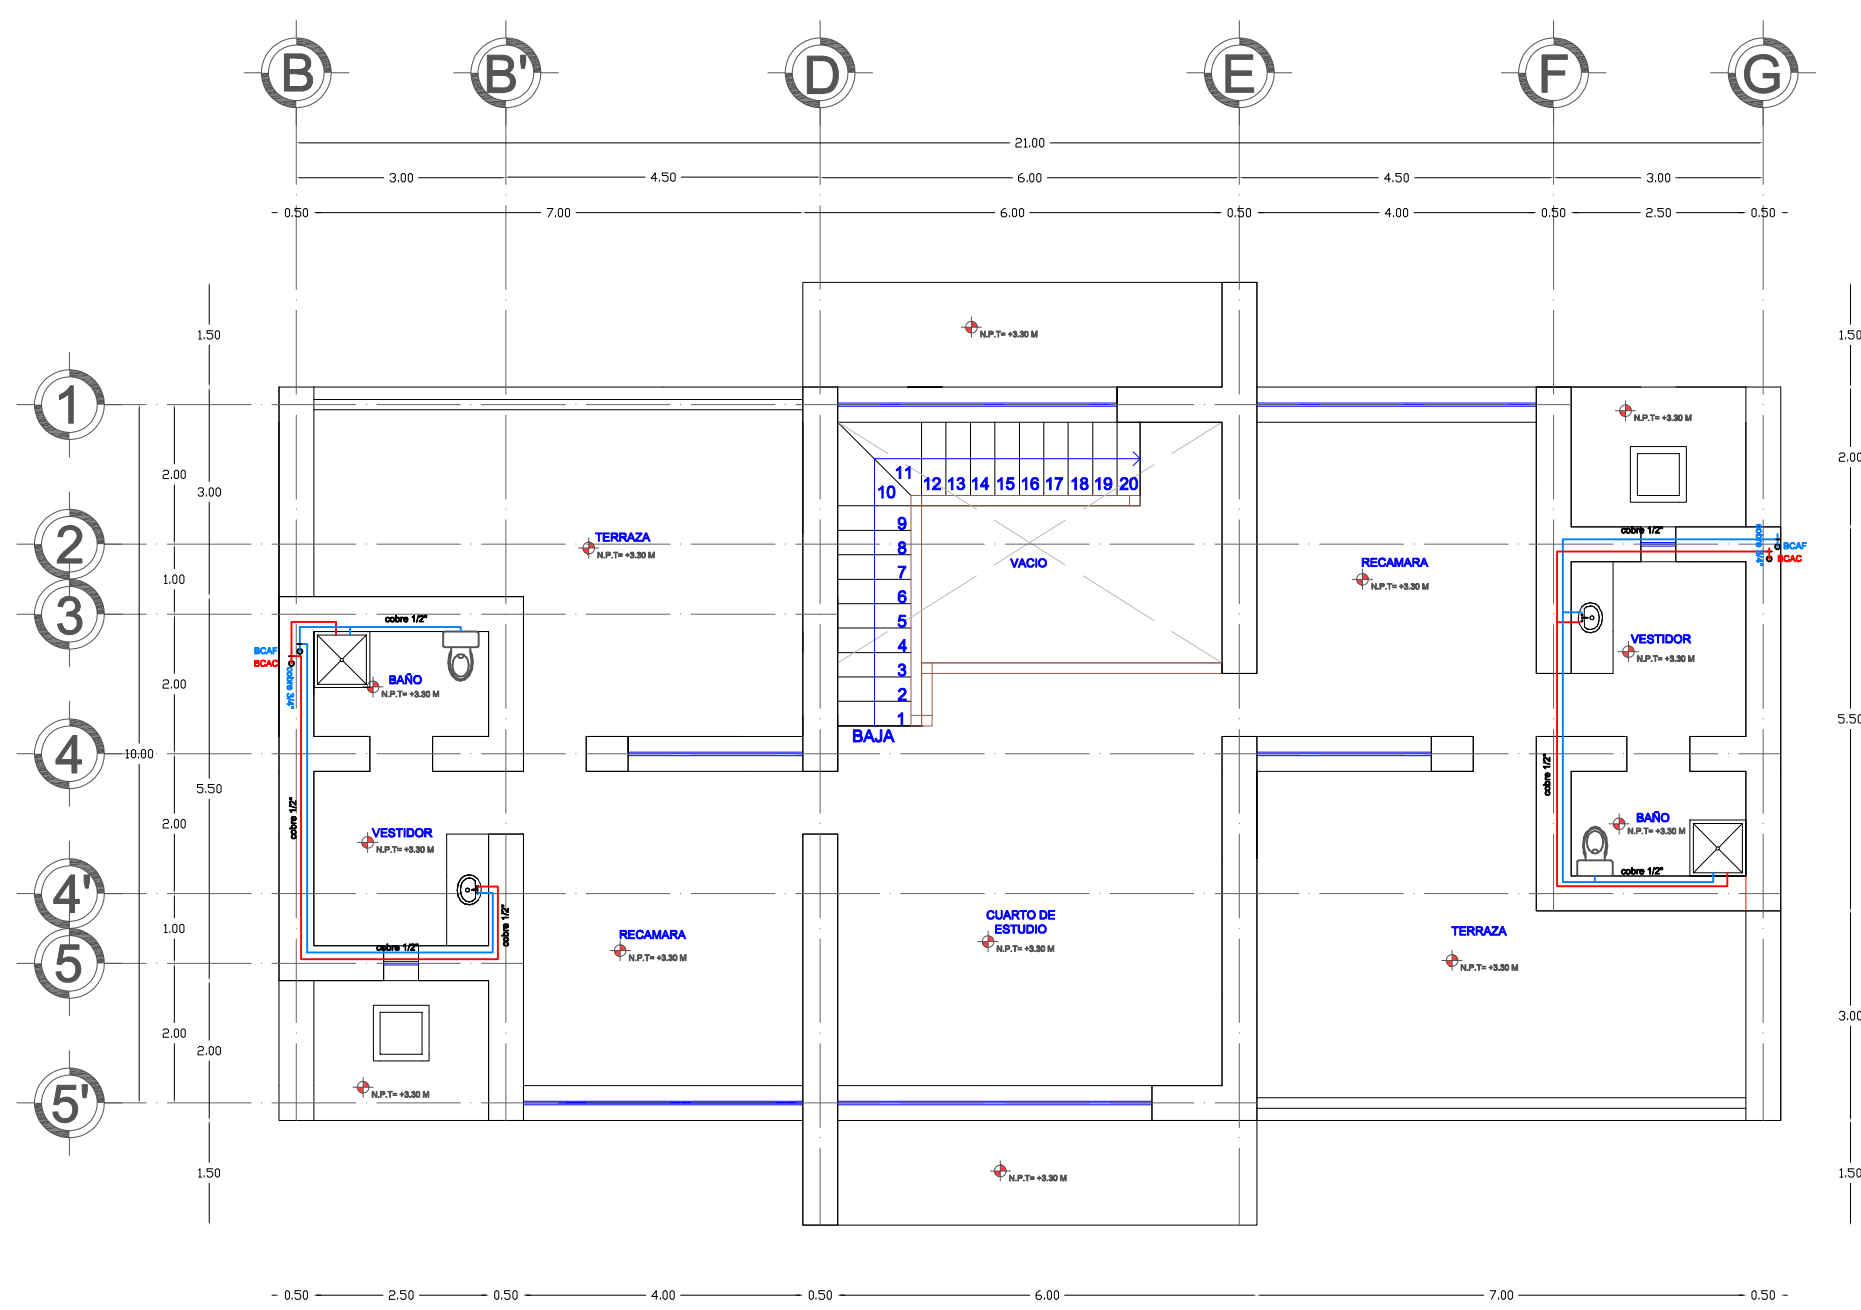 B B' D E F G
21.00
3.00 4.50 6.00 4.50 3.00
0.50 7.00 6.00 0.50 4.00 0.50 2.50 0.50
1.50 1.50
N.P.T= +3.30 M
1
N.P.T= +3.30 M
2.00 3.00 2.00
11
10 12 13 14 15 16 17 18 19 20
9
8
7
6
5
4
3
2
1
BAJA
2
TERRAZA
N.P.T= +3.30 M
VACIO
RECAMARA
N.P.T= +3.30 M
cobre 1/2"
cobre 3/4"
BCAF
BCAC
1.00
3
cobre 1/2"
VESTIDOR
N.P.T= +3.30 M
BCAF
BCAC
cobre 3/4"
BAÑO
N.P.T= +3.30 M
2.00
5.50
4
10.00
5.50
cobre 1/2"
cobre 1/2"
2.00
VESTIDOR
N.P.T= +3.30 M
BAÑO
N.P.T= +3.30 M
cobre 1/2"
4'
1.00
cobre 1/2"
cobre 1/2"
RECAMARA
N.P.T= +3.30 M
CUARTO DE
ESTUDIO
N.P.T= +3.30 M
TERRAZA
N.P.T= +3.30 M
5
2.00 2.00 3.00
N.P.T= +3.30 M
5'
1.50 1.50
N.P.T= +3.30 M
0.50 2.50 0.50 4.00 0.50 6.00 7.00 0.50